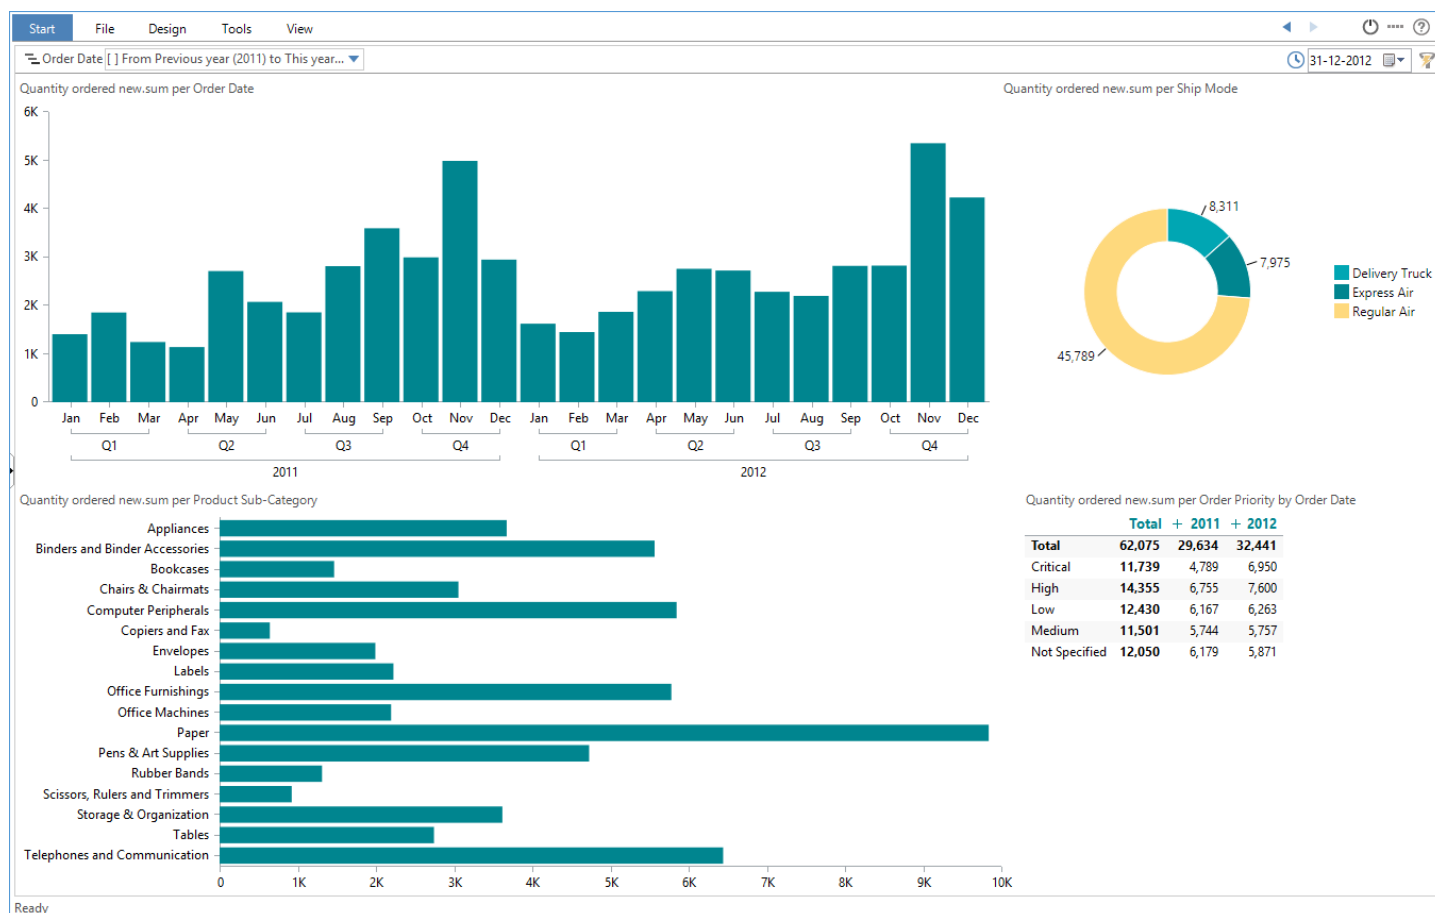 Start File Design Tools View
Order Date [ ] From Previous year (2011) to This year... 31-12-2012
Quantity ordered new.sum per Order Date
6K
5K
4K
3K
2K
1K
0
Jan Feb Mar Apr May Jun Jul Aug Sep Oct Nov Dec Jan Feb Mar Apr May Jun Jul Aug Sep Oct Nov Dec
Q1 Q2 Q3 Q4 Q1 Q2 Q3 Q4
2011 2012
Quantity ordered new.sum per Ship Mode
8,311
7,975
45,789
Delivery Truck
Express Air
Regular Air
Quantity ordered new.sum per Product Sub-Category
Appliances
Binders and Binder Accessories
Bookcases
Chairs & Chairmats
Computer Peripherals
Copiers and Fax
Envelopes
Labels
Office Furnishings
Office Machines
Paper
Pens & Art Supplies
Rubber Bands
Scissors, Rulers and Trimmers
Storage & Organization
Tables
Telephones and Communication
0 1K 2K 3K 4K 5K 6K 7K 8K 9K 10K
Quantity ordered new.sum per Order Priority by Order Date
Total + 2011 + 2012
Total 62,075 29,634 32,441
Critical 11,739 4,789 6,950
High 14,355 6,755 7,600
Low 12,430 6,167 6,263
Medium 11,501 5,744 5,757
Not Specified 12,050 6,179 5,871
Ready